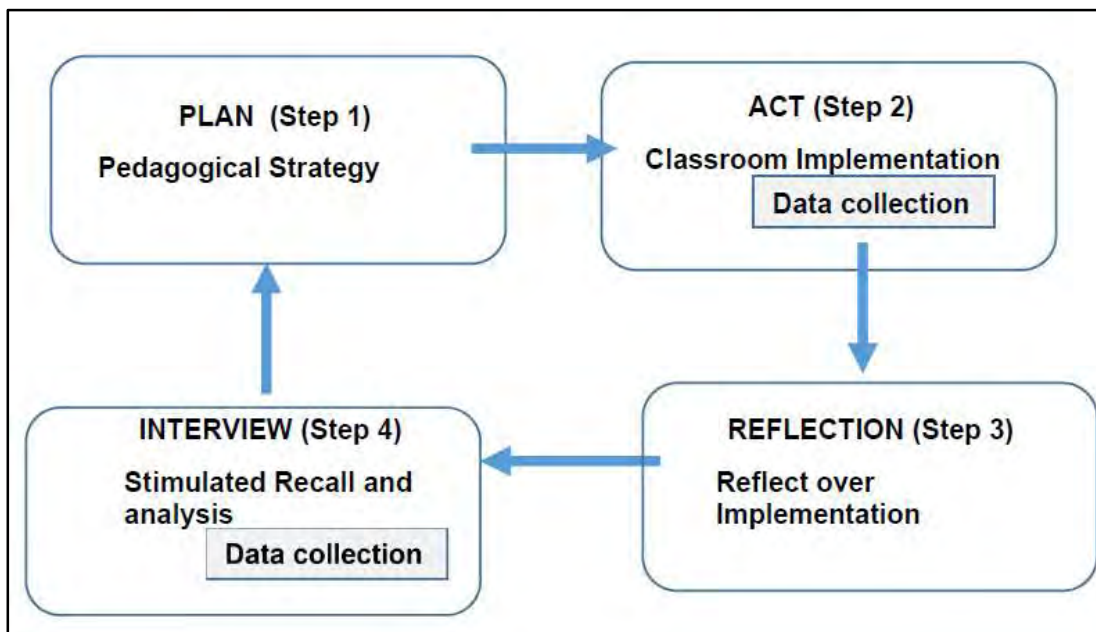 PLAN (Step 1)
Pedagogical Strategy
ACT (Step 2)
Classroom Implementation
Data collection
REFLECTION (Step 3)
Reflect over
Implementation
INTERVIEW (Step 4)
Stimulated Recall and
analysis
Data collection